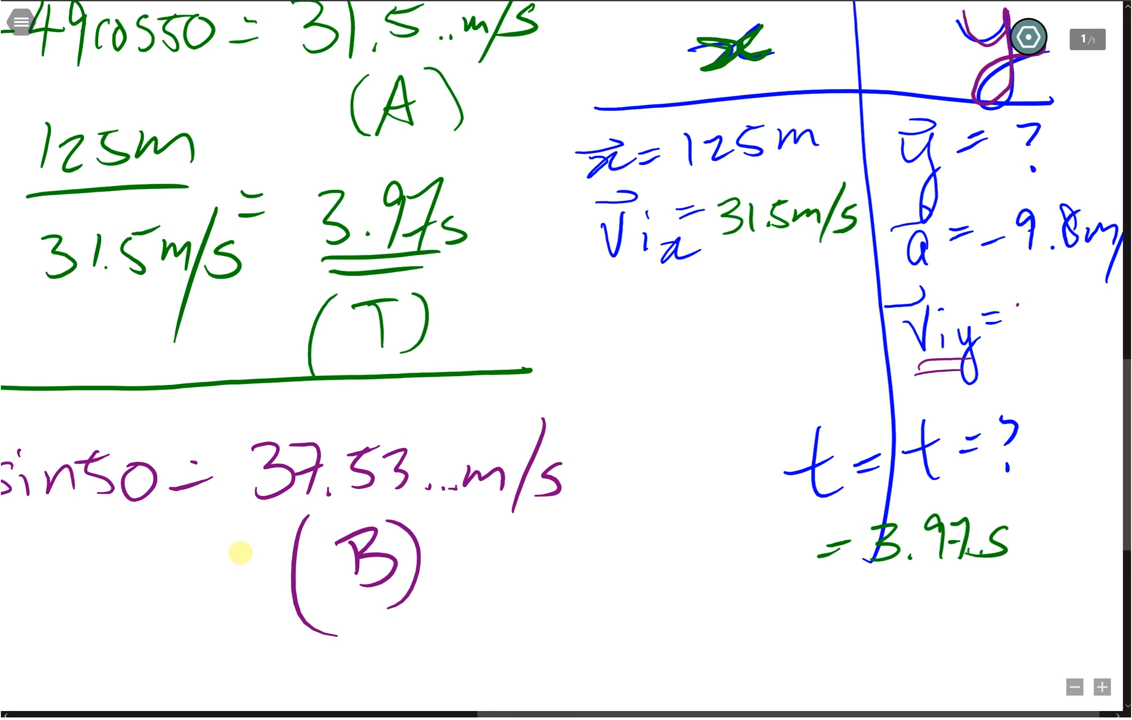 -49cos50 = 31.5..m/s
(A)
125m
31.5m/s
= 3.97s
(T)
sin50 = 37.53...m/s
(B)
x
y
x = 125m
y = ?
Vix = 31.5m/s
a = -9.8m/
Viy =
t = t = ?
= 3.97s
1/1